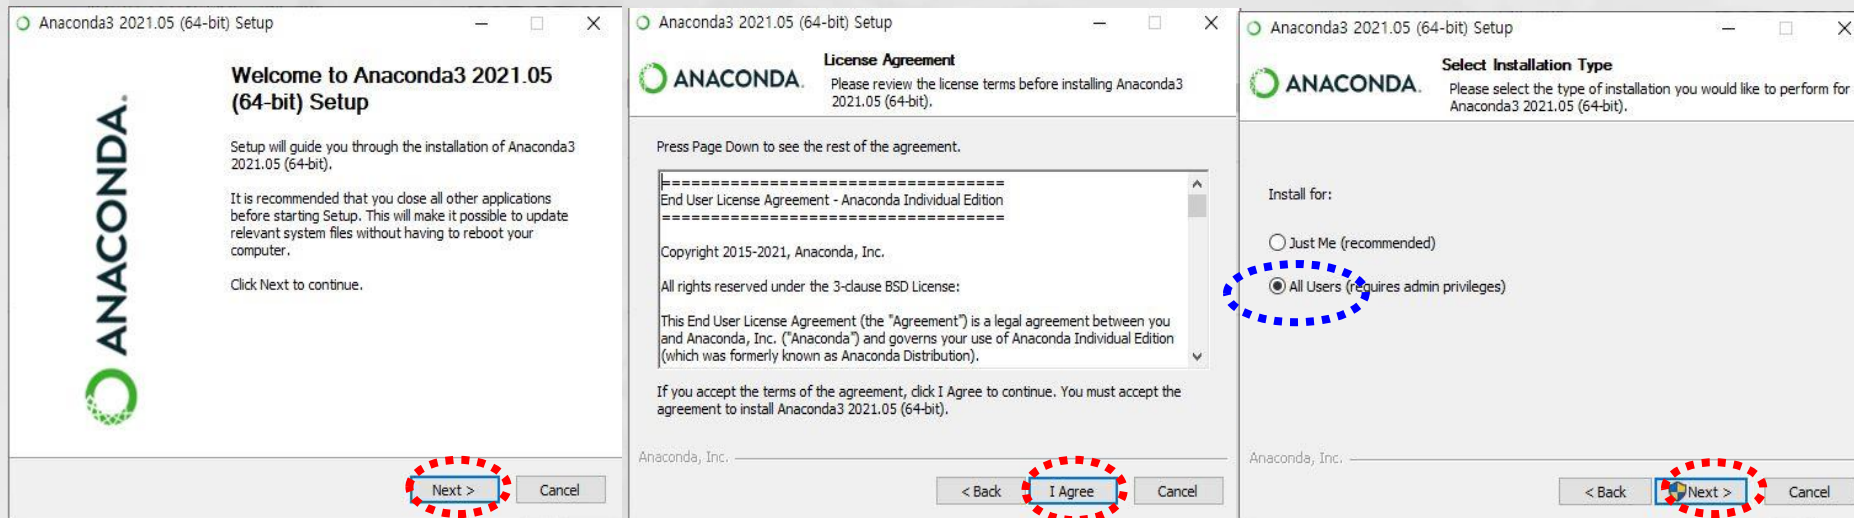 Anaconda3 2021.05 (64-bit) Setup
ANACONDA.
Welcome to Anaconda3 2021.05
(64-bit) Setup
Setup will guide you through the installation of Anaconda3
2021.05 (64-bit).
It is recommended that you close all other applications
before starting Setup. This will make it possible to update
relevant system files without having to reboot your
computer.
Click Next to continue.
Next >
Cancel
Anaconda3 2021.05 (64-bit) Setup
ANACONDA.
License Agreement
Please review the license terms before installing Anaconda3
2021.05 (64-bit).
Press Page Down to see the rest of the agreement.
===================================
End User License Agreement - Anaconda Individual Edition
===================================
Copyright 2015-2021, Anaconda, Inc.
All rights reserved under the 3-clause BSD License:
This End User License Agreement (the "Agreement") is a legal agreement between you
and Anaconda, Inc. ("Anaconda") and governs your use of Anaconda Individual Edition
(which was formerly known as Anaconda Distribution).
If you accept the terms of the agreement, click I Agree to continue. You must accept the
agreement to install Anaconda3 2021.05 (64-bit).
Anaconda, Inc.
< Back
I Agree
Cancel
Anaconda3 2021.05 (64-bit) Setup
ANACONDA.
Select Installation Type
Please select the type of installation you would like to perform for
Anaconda3 2021.05 (64-bit).
Install for:
Just Me (recommended)
All Users (requires admin privileges)
Anaconda, Inc.
< Back
Next >
Cancel